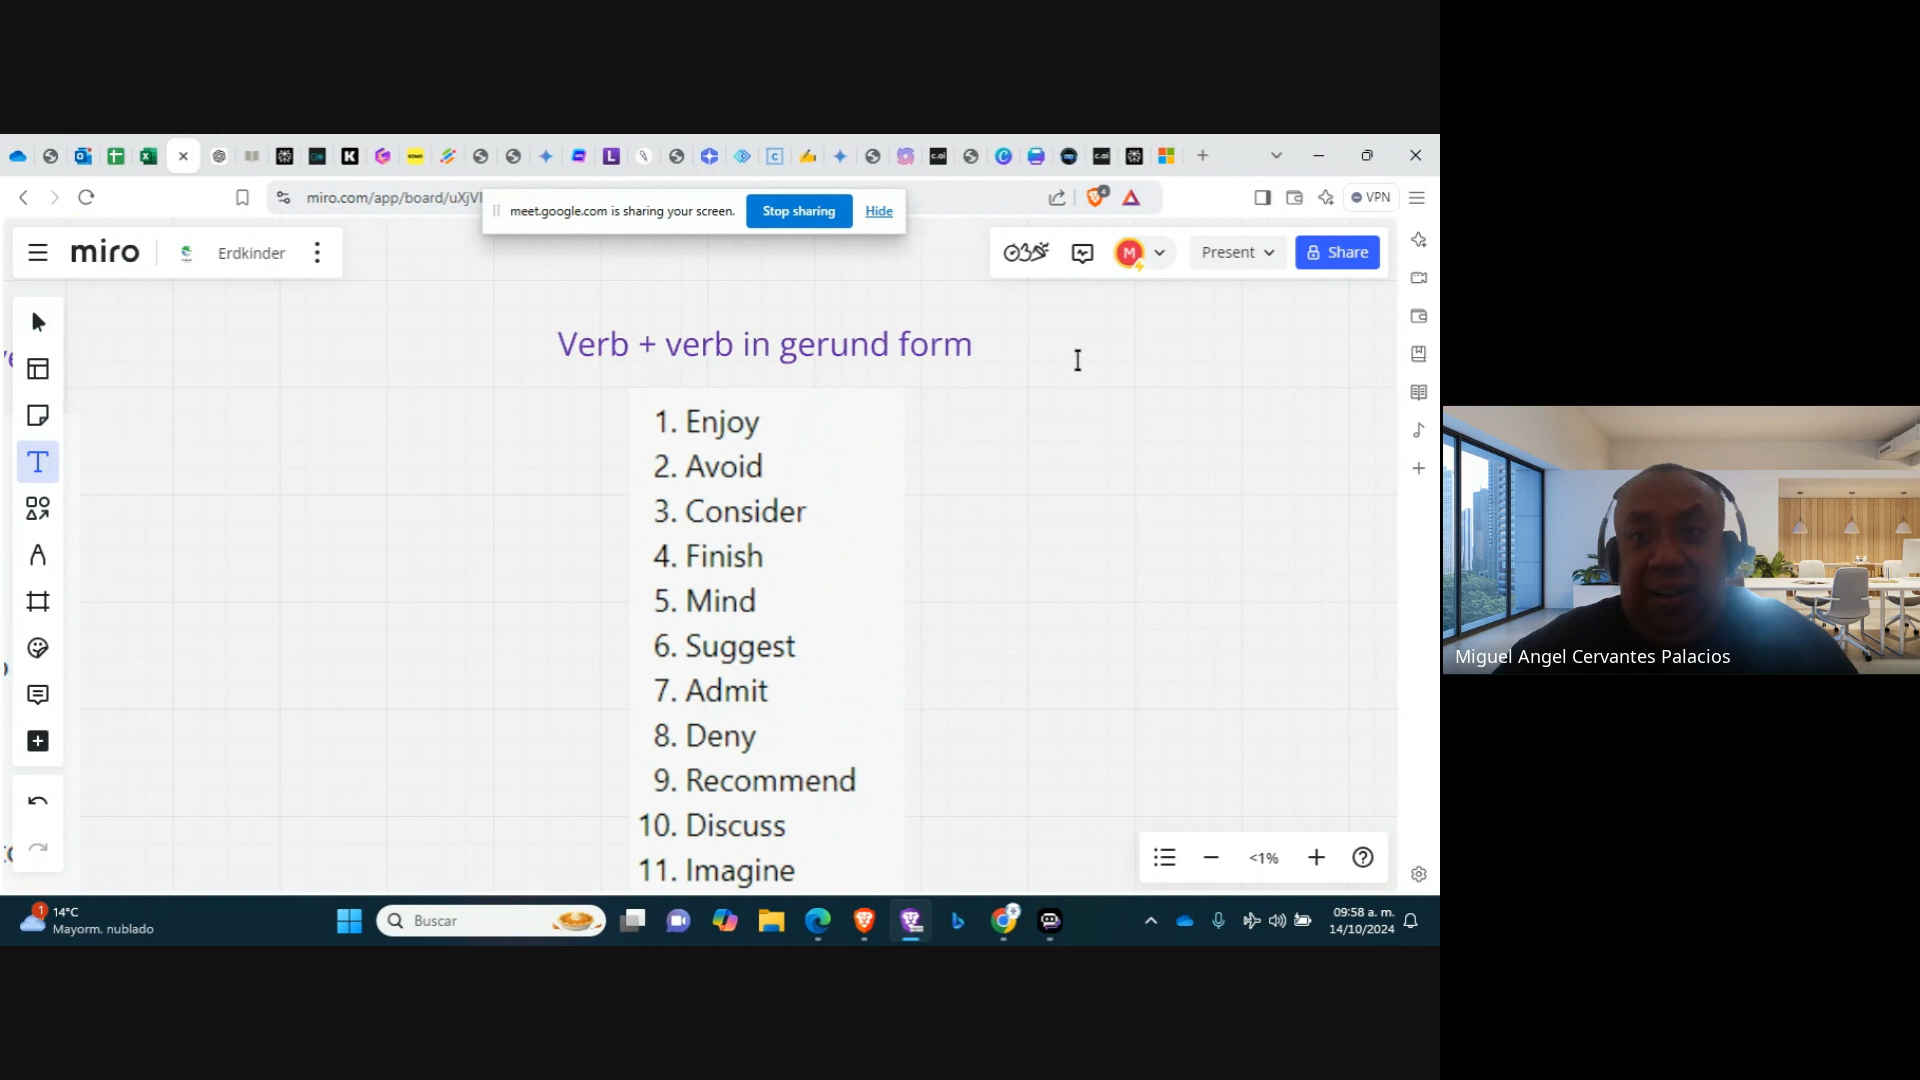 miro.com/app/board/uXjVI
meet.google.com is sharing your screen.
Stop sharing
Hide
VPN
miro
Erdkinder
M
Present
Share
Verb + verb in gerund form
1. Enjoy
2. Avoid
3. Consider
4. Finish
5. Mind
6. Suggest
7. Admit
8. Deny
9. Recommend
10. Discuss
11. Imagine
<1%
Miguel Angel Cervantes Palacios
1
14°C
Mayorm. nublado
Buscar
09:58 a. m.
14/10/2024